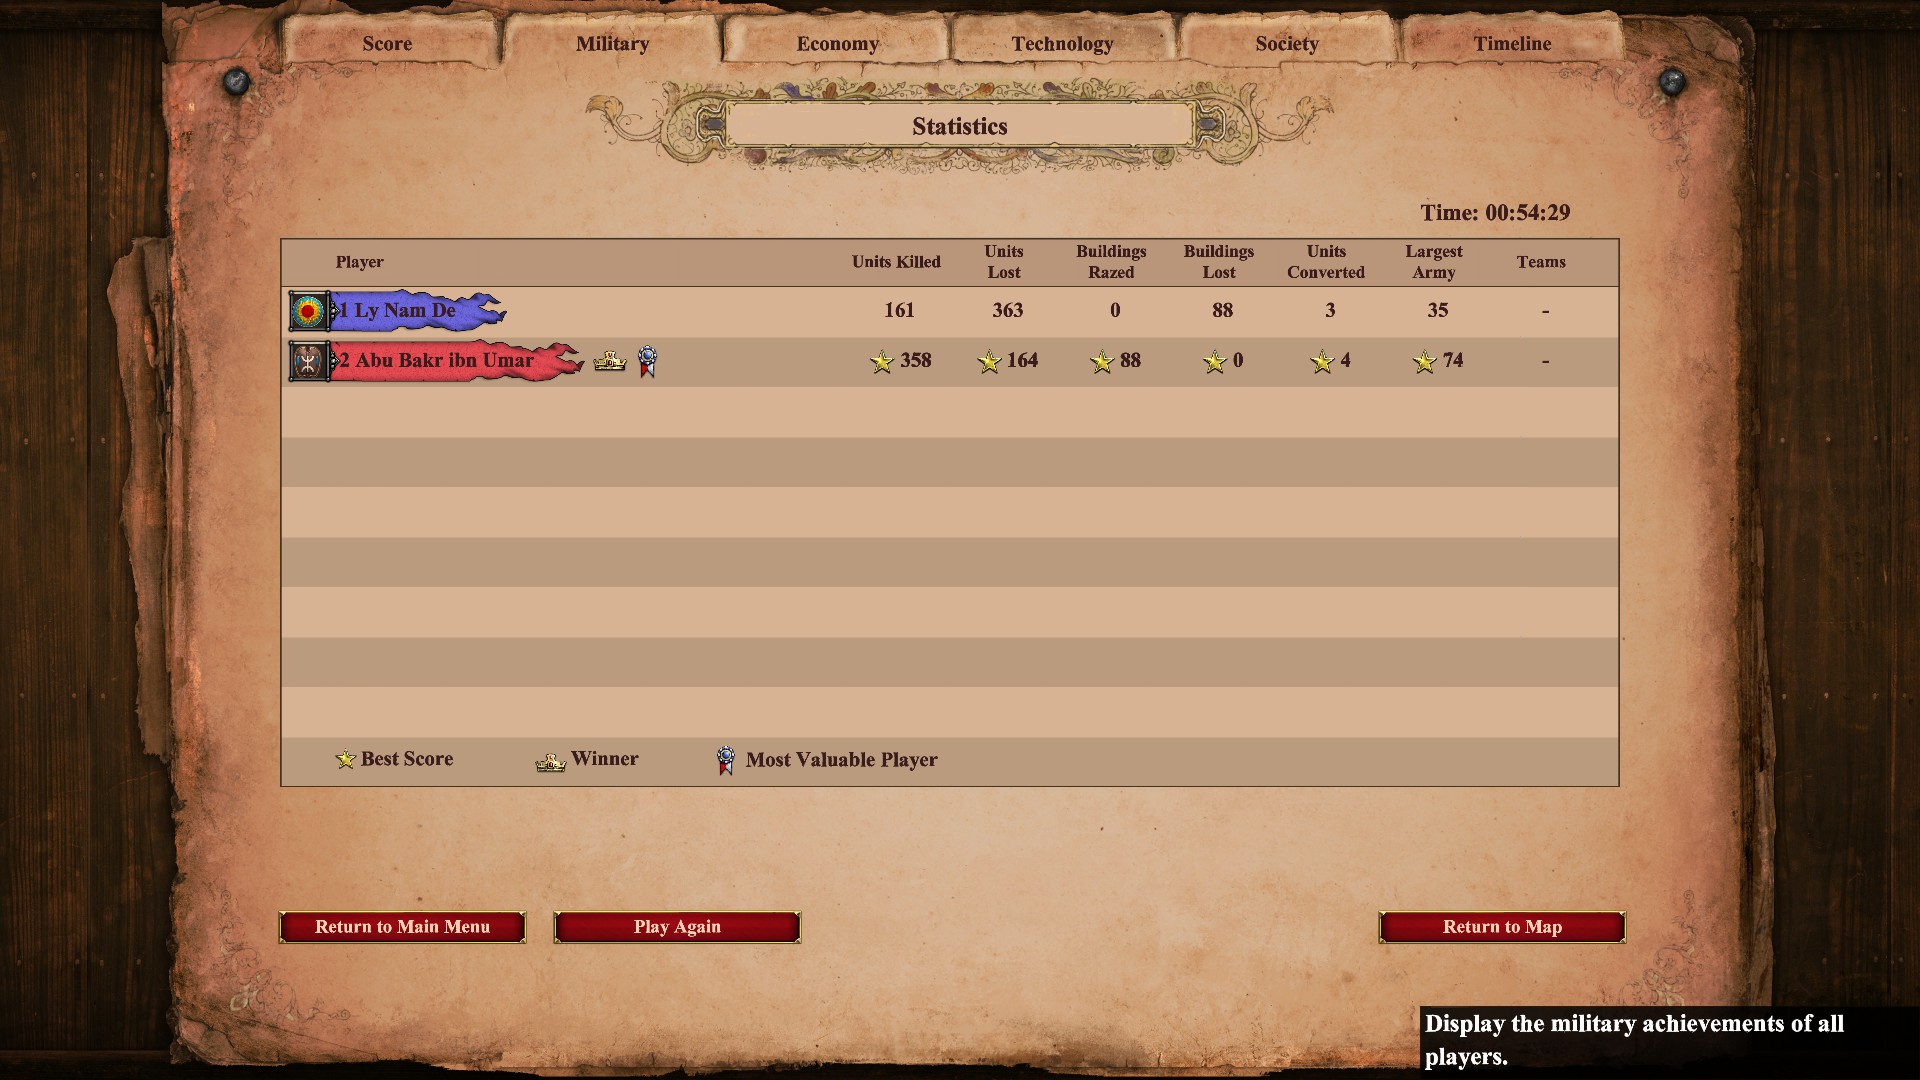 Score Military Economy Technology Society Timeline
Statistics
Time: 00:54:29
Player Units Killed Units Lost Buildings Razed Buildings Lost Units Converted Largest Army Teams
1 Ly Nam De 161 363 0 88 3 35 -
2 Abu Bakr ibn Umar 358 164 88 0 4 74 -
Best Score Winner Most Valuable Player
Return to Main Menu Play Again Return to Map
Display the military achievements of all
players.